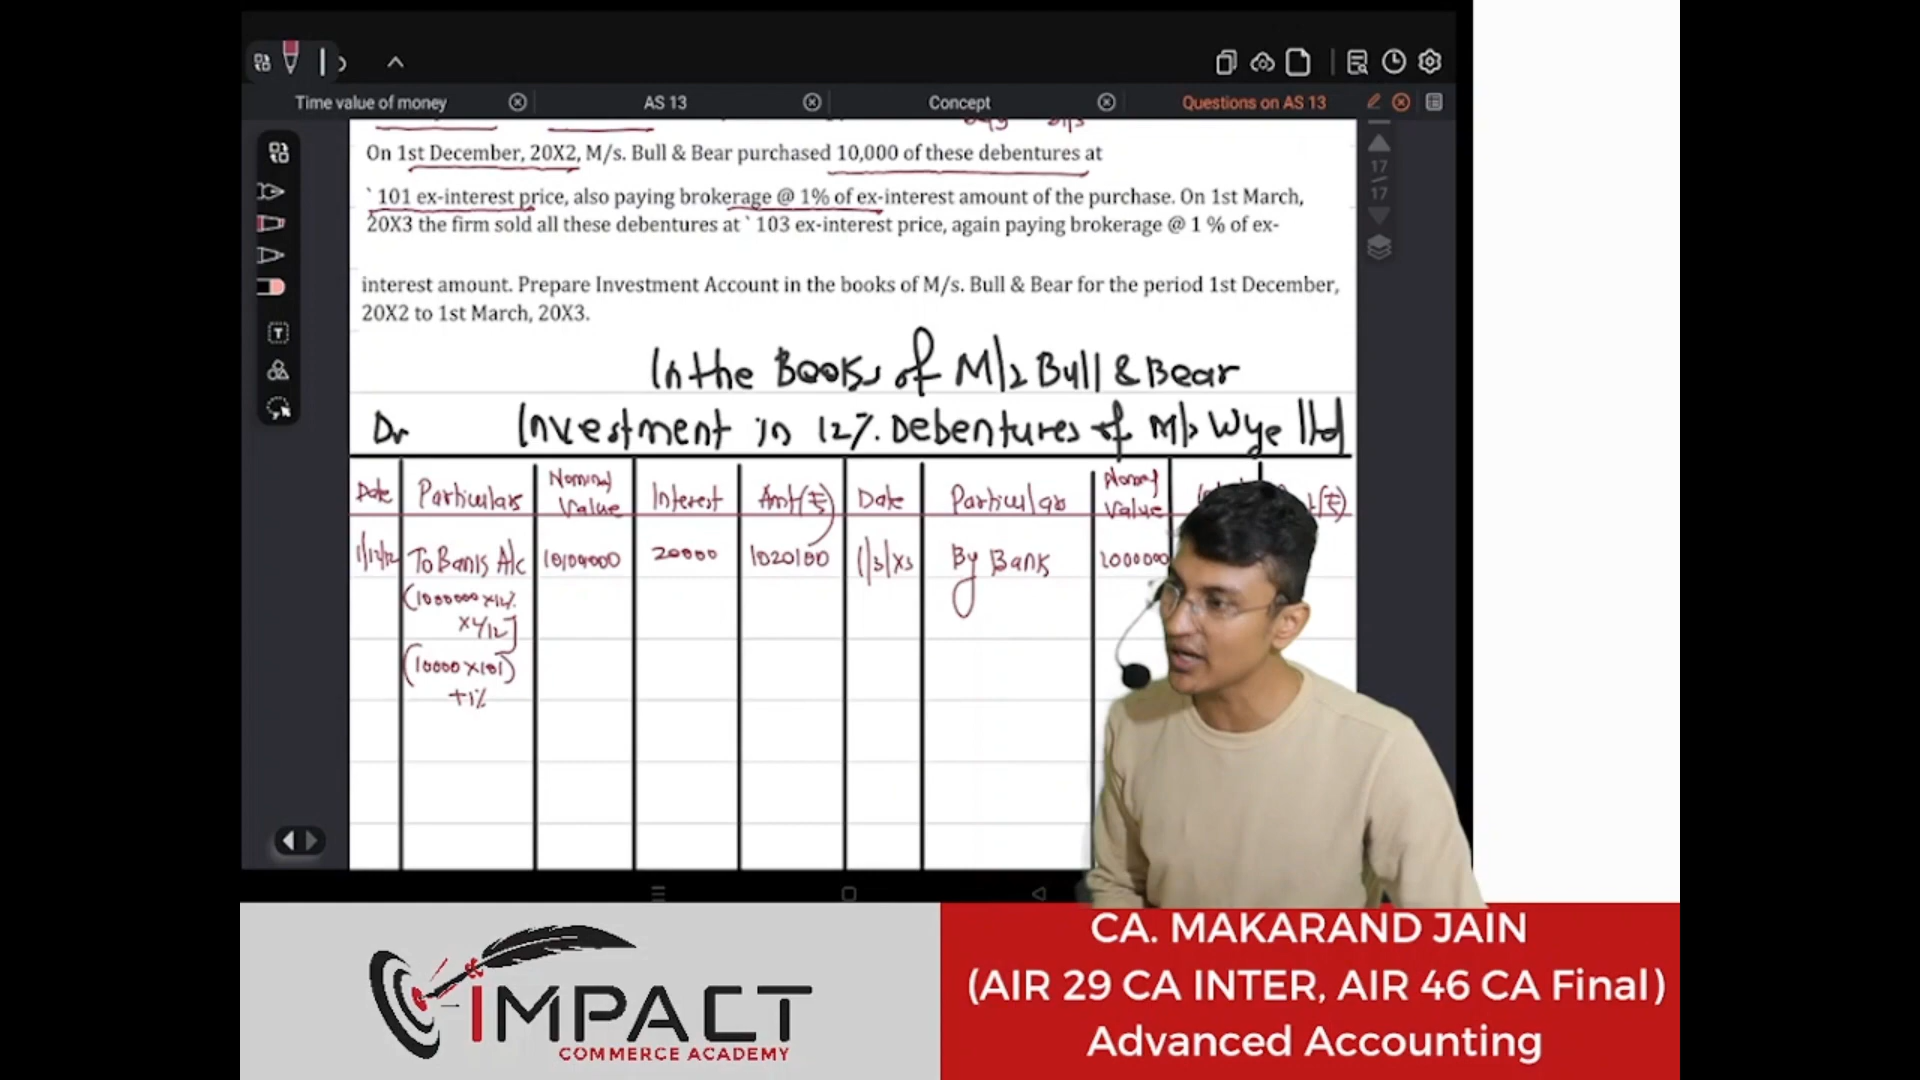 Time value of money
AS 13
Concept
Questions on AS 13
17
17
On 1st December, 20X2, M/s. Bull & Bear purchased 10,000 of these debentures at
` 101 ex-interest price, also paying brokerage @ 1% of ex-interest amount of the purchase. On 1st March,
20X3 the firm sold all these debentures at ` 103 ex-interest price, again paying brokerage @ 1 % of ex-
interest amount. Prepare Investment Account in the books of M/s. Bull & Bear for the period 1st December,
20X2 to 1st March, 20X3.
In the Books of M/s Bull & Bear
Dr Investment in 12% Debentures of M/s Wye ltd
Date Particulars Nominal Value Interest Amt(₹) Date Particulars Nominal Value (₹)
To Bank A/c 20000 1020100 1/3/X3 By Bank 1000000
(1000000 x 12%
x 4/12]
(10000 x 101)
+1%
IMPACT
COMMERCE ACADEMY
CA. MAKARAND JAIN
(AIR 29 CA INTER, AIR 46 CA Final)
Advanced Accounting